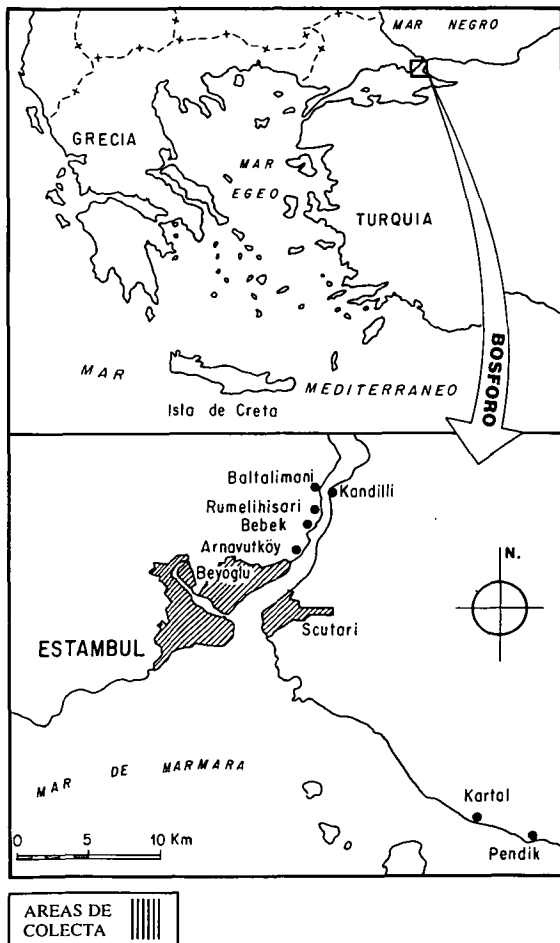 MAR NEGRO
GRECIA
MAR
EGEO
TURQUIA
BOSFORO
MAR
MEDITERRANEO
Isla de Creta
Baltalimani
Kandilli
Rumelihisari
Bebek
Arnavutköy
Beyoglu
N.
ESTAMBUL
Scutari
MAR DE MARMARA
Kartal
0 5 10 Km
Pendik
AREAS DE
COLECTA